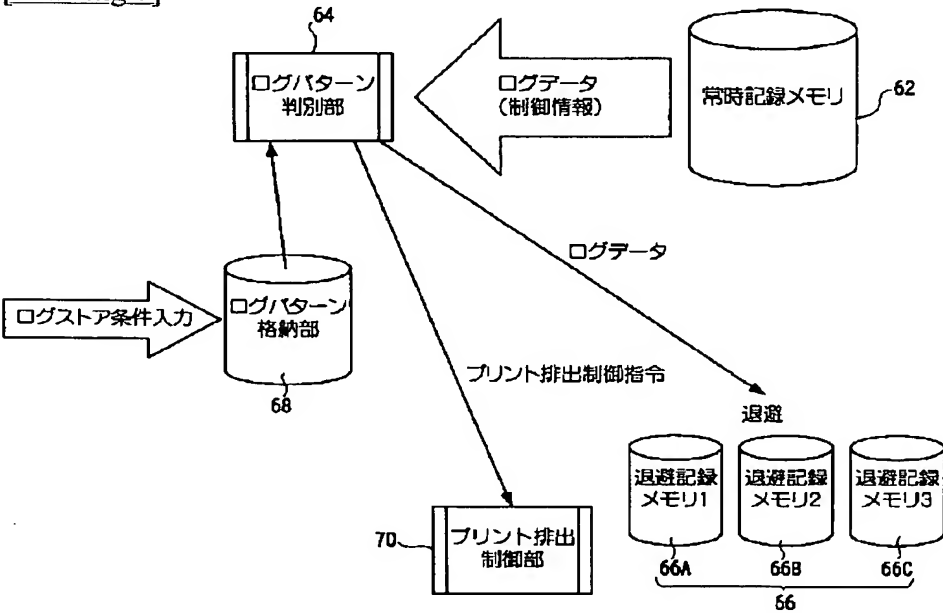 64
ログパターン
判別部
ログデータ
(制御情報)
常時記録メモリ
62
ログデータ
ログストア条件入力
ログパターン
格納部
68
プリント排出制御指令
退避
退避記録
メモリ1
退避記録
メモリ2
退避記録
メモリ3
70
プリント排出
制御部
66A
66B
66C
66